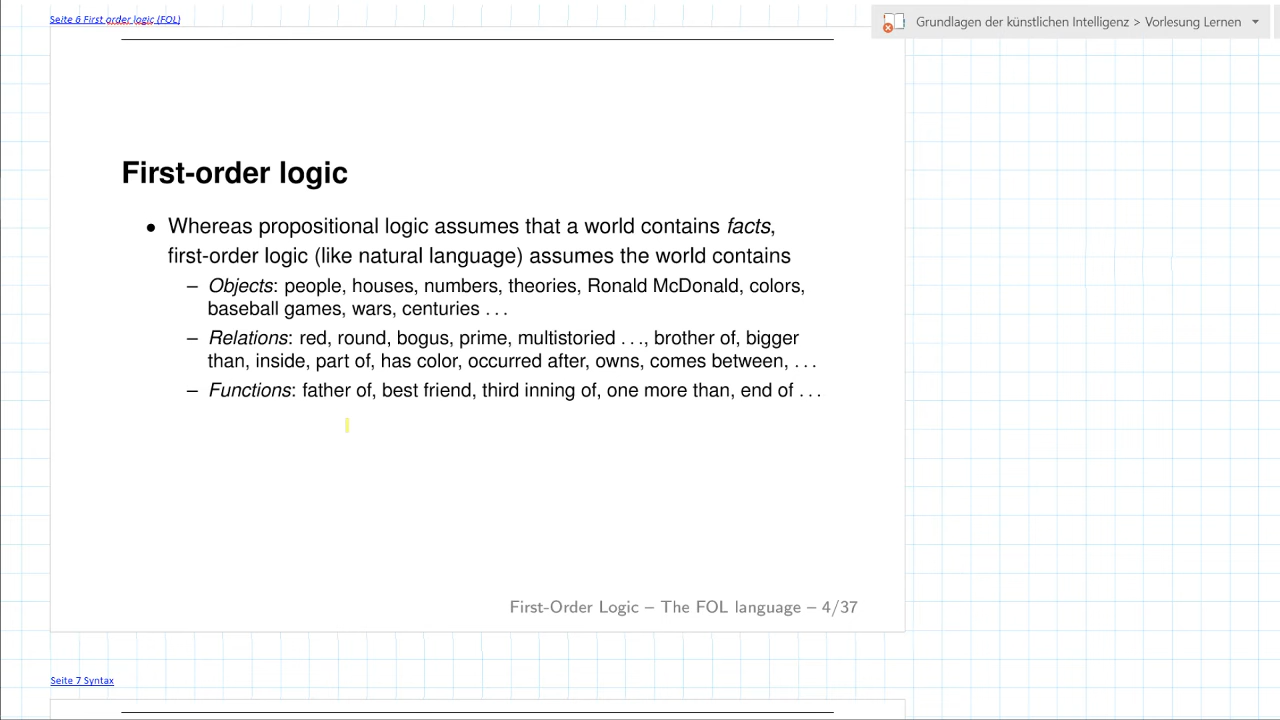 Seite 6 First order logic (FOL)
Grundlagen der künstlichen Intelligenz > Vorlesung Lernen
First-order logic
• Whereas propositional logic assumes that a world contains facts,
first-order logic (like natural language) assumes the world contains
– Objects: people, houses, numbers, theories, Ronald McDonald, colors,
baseball games, wars, centuries . . .
– Relations: red, round, bogus, prime, multistoried . . ., brother of, bigger
than, inside, part of, has color, occurred after, owns, comes between, . . .
– Functions: father of, best friend, third inning of, one more than, end of . . .
First-Order Logic – The FOL language – 4/37
Seite 7 Syntax